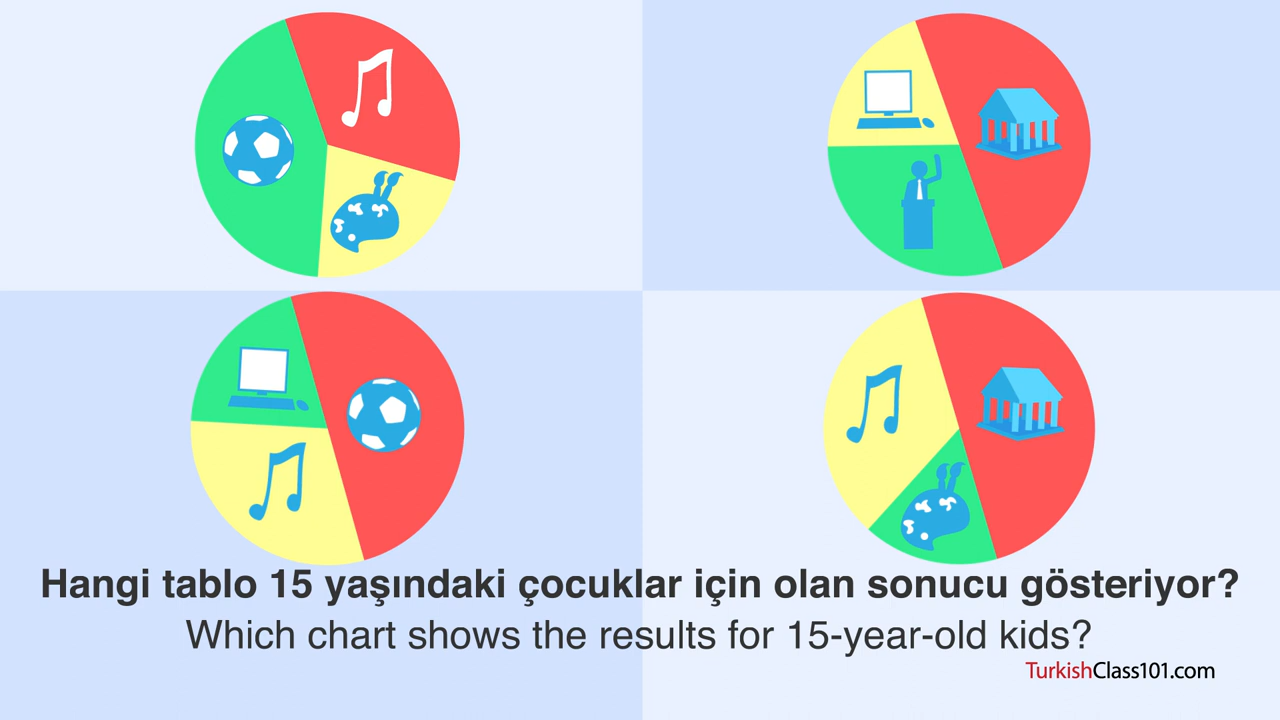 Hangi tablo 15 yaşındaki çocuklar için olan sonucu gösteriyor?
Which chart shows the results for 15-year-old kids?
TurkishClass101.com